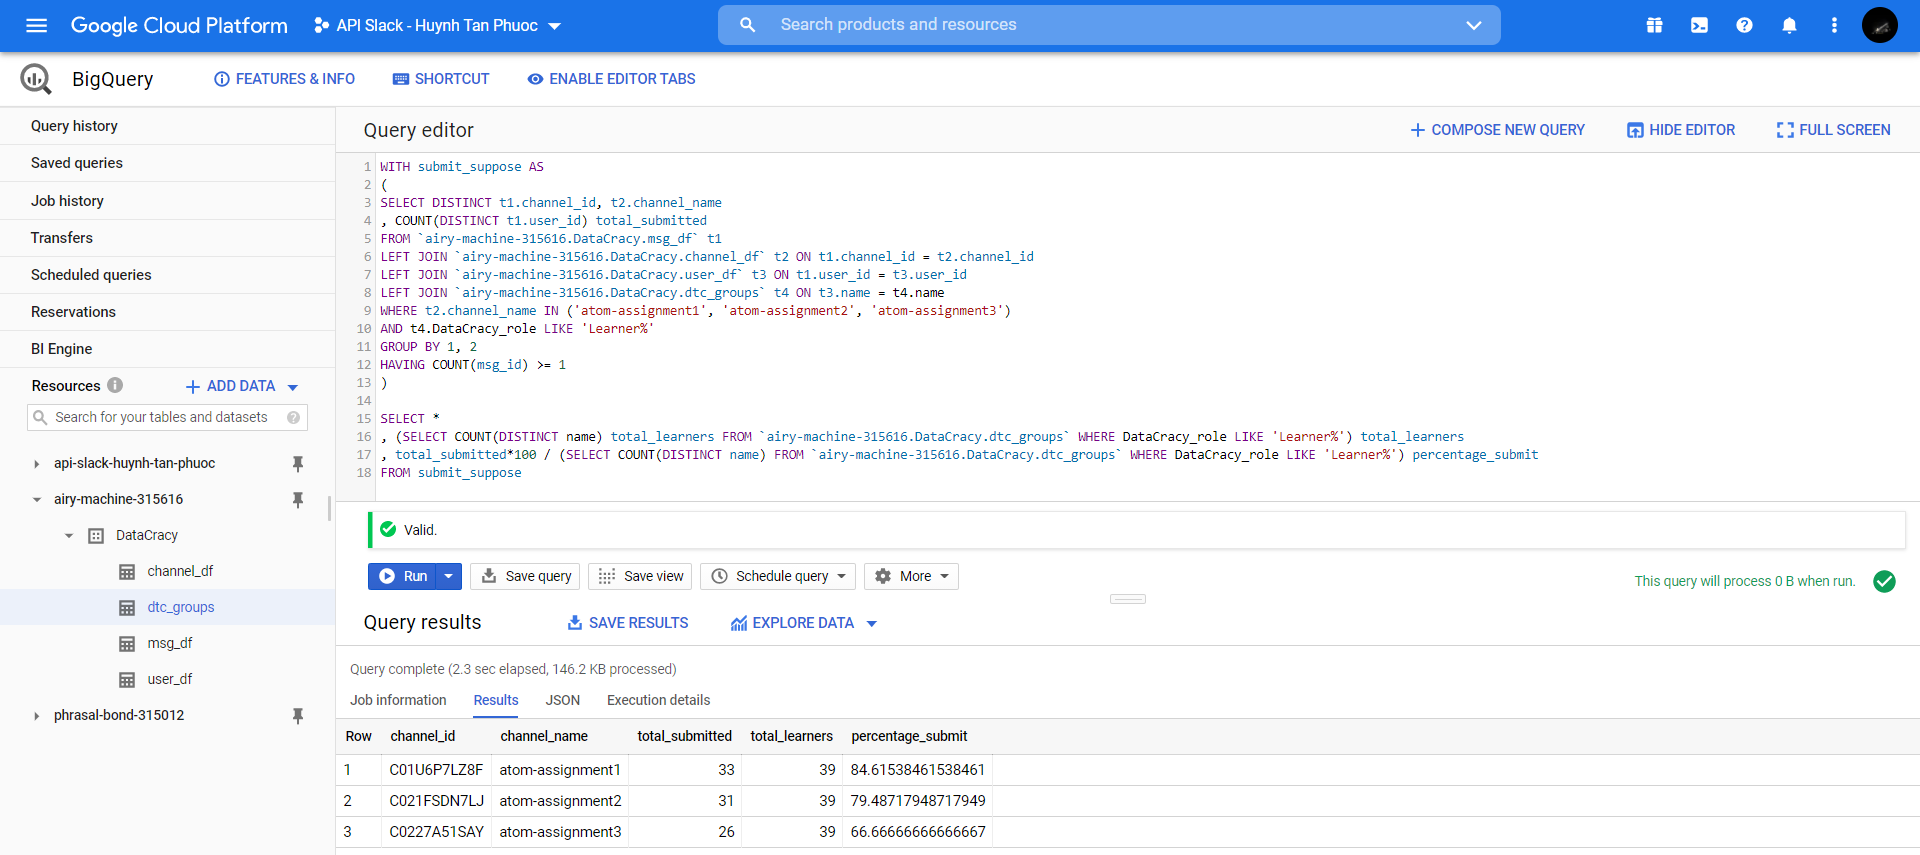 Google Cloud Platform
API Slack - Huynh Tan Phuoc
Search products and resources
BigQuery
FEATURES & INFO
SHORTCUT
ENABLE EDITOR TABS
Query history
Saved queries
Job history
Transfers
Scheduled queries
Reservations
BI Engine
Resources
ADD DATA
Search for your tables and datasets
api-slack-huynh-tan-phuoc
airy-machine-315616
DataCracy
channel_df
dtc_groups
msg_df
user_df
phrasal-bond-315012
Query editor
COMPOSE NEW QUERY
HIDE EDITOR
FULL SCREEN
1 WITH submit_suppose AS
2 (
3 SELECT DISTINCT t1.channel_id, t2.channel_name
4 , COUNT(DISTINCT t1.user_id) total_submitted
5 FROM `airy-machine-315616.DataCracy.msg_df` t1
6 LEFT JOIN `airy-machine-315616.DataCracy.channel_df` t2 ON t1.channel_id = t2.channel_id
7 LEFT JOIN `airy-machine-315616.DataCracy.user_df` t3 ON t1.user_id = t3.user_id
8 LEFT JOIN `airy-machine-315616.DataCracy.dtc_groups` t4 ON t3.name = t4.name
9 WHERE t2.channel_name IN ('atom-assignment1', 'atom-assignment2', 'atom-assignment3')
10 AND t4.DataCracy_role LIKE 'Learner%'
11 GROUP BY 1, 2
12 HAVING COUNT(msg_id) >= 1
13 )
14
15 SELECT *
16 , (SELECT COUNT(DISTINCT name) total_learners FROM `airy-machine-315616.DataCracy.dtc_groups` WHERE DataCracy_role LIKE 'Learner%') total_learners
17 , total_submitted*100 / (SELECT COUNT(DISTINCT name) FROM `airy-machine-315616.DataCracy.dtc_groups` WHERE DataCracy_role LIKE 'Learner%') percentage_submit
18 FROM submit_suppose
Valid.
Run
Save query
Save view
Schedule query
More
This query will process 0 B when run.
Query results
SAVE RESULTS
EXPLORE DATA
Query complete (2.3 sec elapsed, 146.2 KB processed)
Job information
Results
JSON
Execution details
Row channel_id channel_name total_submitted total_learners percentage_submit
1 C01U6P7LZ8F atom-assignment1 33 39 84.61538461538461
2 C021FSDN7LJ atom-assignment2 31 39 79.48717948717949
3 C0227A51SAY atom-assignment3 26 39 66.66666666666667